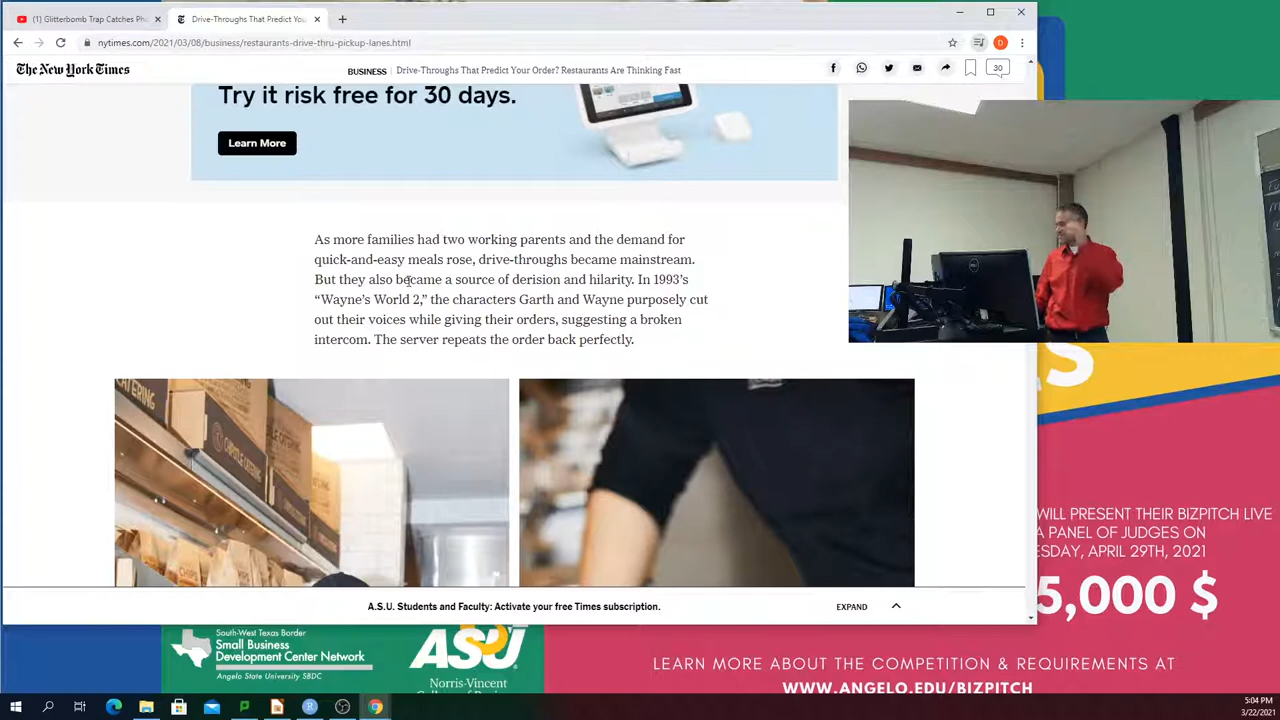 (1) Glitterbomb Trap Catches Ph
Drive-Throughs That Predict You
nytimes.com/2021/03/08/business/restaurants-drive-thru-pickup-lanes.html
D
The New York Times
BUSINESS
Drive-Throughs That Predict Your Order? Restaurants Are Thinking Fast
30
Try it risk free for 30 days.
Learn More
As more families had two working parents and the demand for
quick-and-easy meals rose, drive-throughs became mainstream.
But they also became a source of derision and hilarity. In 1993’s
“Wayne’s World 2,” the characters Garth and Wayne purposely cut
out their voices while giving their orders, suggesting a broken
intercom. The server repeats the order back perfectly.
CATERING
CHIPOTLE CATERING
A.S.U. Students and Faculty: Activate your free Times subscription.
EXPAND
WILL PRESENT THEIR BIZPITCH LIVE
A PANEL OF JUDGES ON
ESDAY, APRIL 29TH, 2021
5,000 $
South-West Texas Border
Small Business
Development Center Network
Angelo State University SBDC
ASU
Norris-Vincent
LEARN MORE ABOUT THE COMPETITION & REQUIREMENTS AT
WWW.ANGELO.EDU/BIZPITCH
5:04 PM
3/22/2021